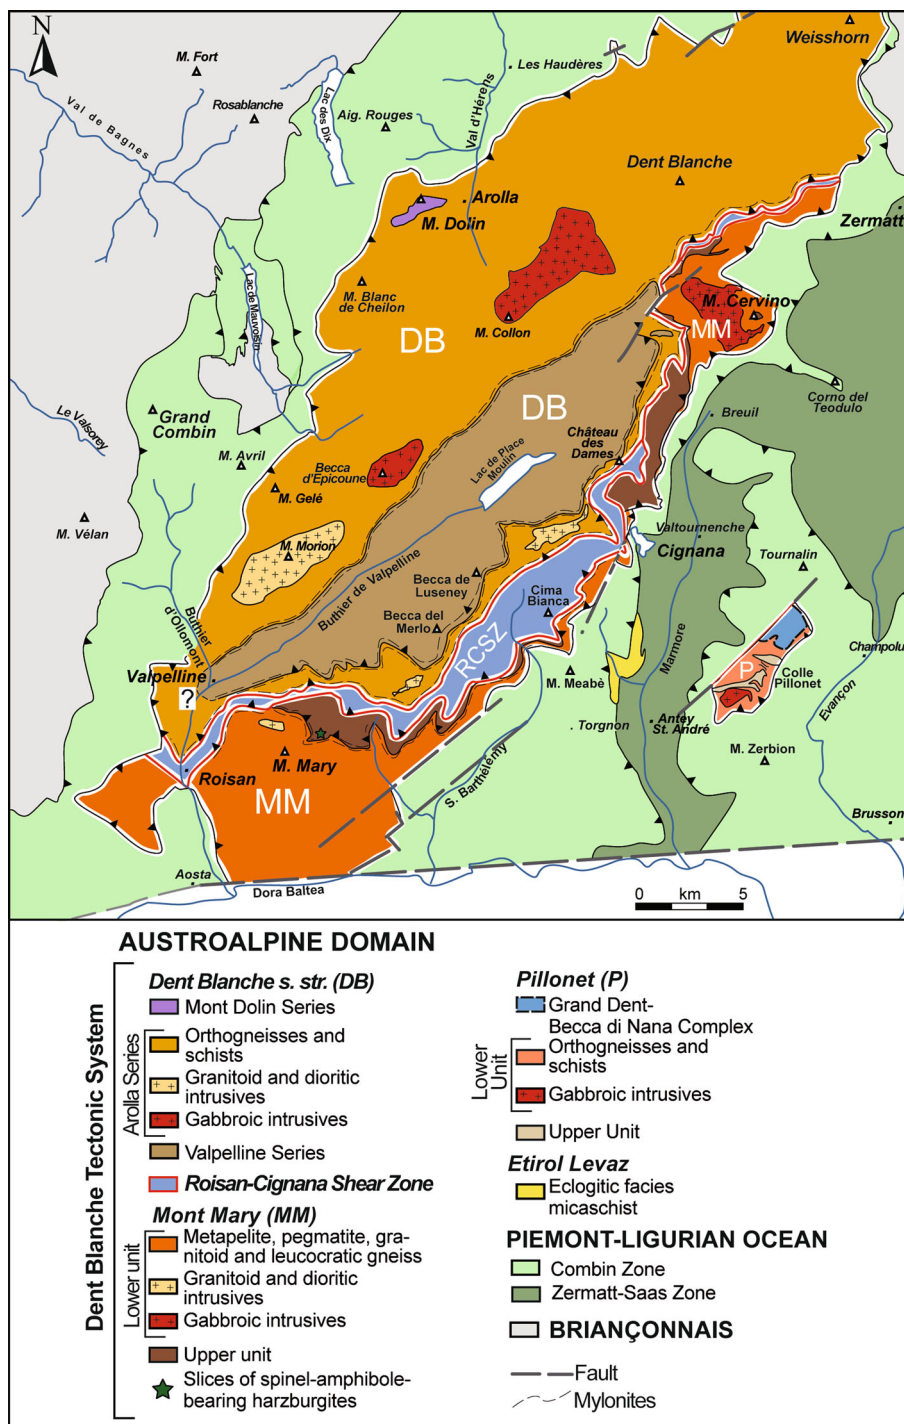 N
Weisshorn
M. Fort
Les Haudères
Val de Bagnes
Rosablanche
Lac des Dix
Aig. Rouges
Val d'Hérens
Dent Blanche
Arolla
M. Dolin
Zermatt
Lac de Mauvoisin
M. Blanc
de Cheilon
M. Cervino
DB
M. Collon
MM
DB
Corno del
Teodulo
Le Valsorey
Grand
Combin
Breuil
Château
des
Dames
M. Avril
Becca
d'Epicoune
Lac de Place
Moulin
M. Gelé
M. Vélan
Valtournenche
M. Morion
Cignana
Tournalin
Becca de
Luseney
Buthier de Valpelline
Cima
Bianca
Becca del
Merlo
Buthier
d'Ollomont
RCSZ
Marmore
Champolu
Valpelline
?
P
Colle
Pillonet
M. Meabè
Evançon
Torgnon
Antey
St. André
M. Zerbion
Roisan
M. Mary
S. Barthélemy
MM
Brusson
Aosta
Dora Baltea
0 km 5
AUSTROALPINE DOMAIN
Dent Blanche Tectonic System
Dent Blanche s. str. (DB)
Mont Dolin Series
Arolla Series
Orthogneisses and
schists
Granitoid and dioritic
intrusives
Gabbroic intrusives
Valpelline Series
Roisan-Cignana Shear Zone
Mont Mary (MM)
Lower unit
Metapelite, pegmatite, gra-
nitoid and leucocratic gneiss
Granitoid and dioritic
intrusives
Gabbroic intrusives
Upper unit
Slices of spinel-amphibole-
bearing harzburgites
Pillonet (P)
Grand Dent-
Becca di Nana Complex
Lower
Unit
Orthogneisses and
schists
Gabbroic intrusives
Upper Unit
Etirol Levaz
Eclogitic facies
micaschist
PIEMONT-LIGURIAN OCEAN
Combin Zone
Zermatt-Saas Zone
BRIANÇONNAIS
Fault
Mylonites